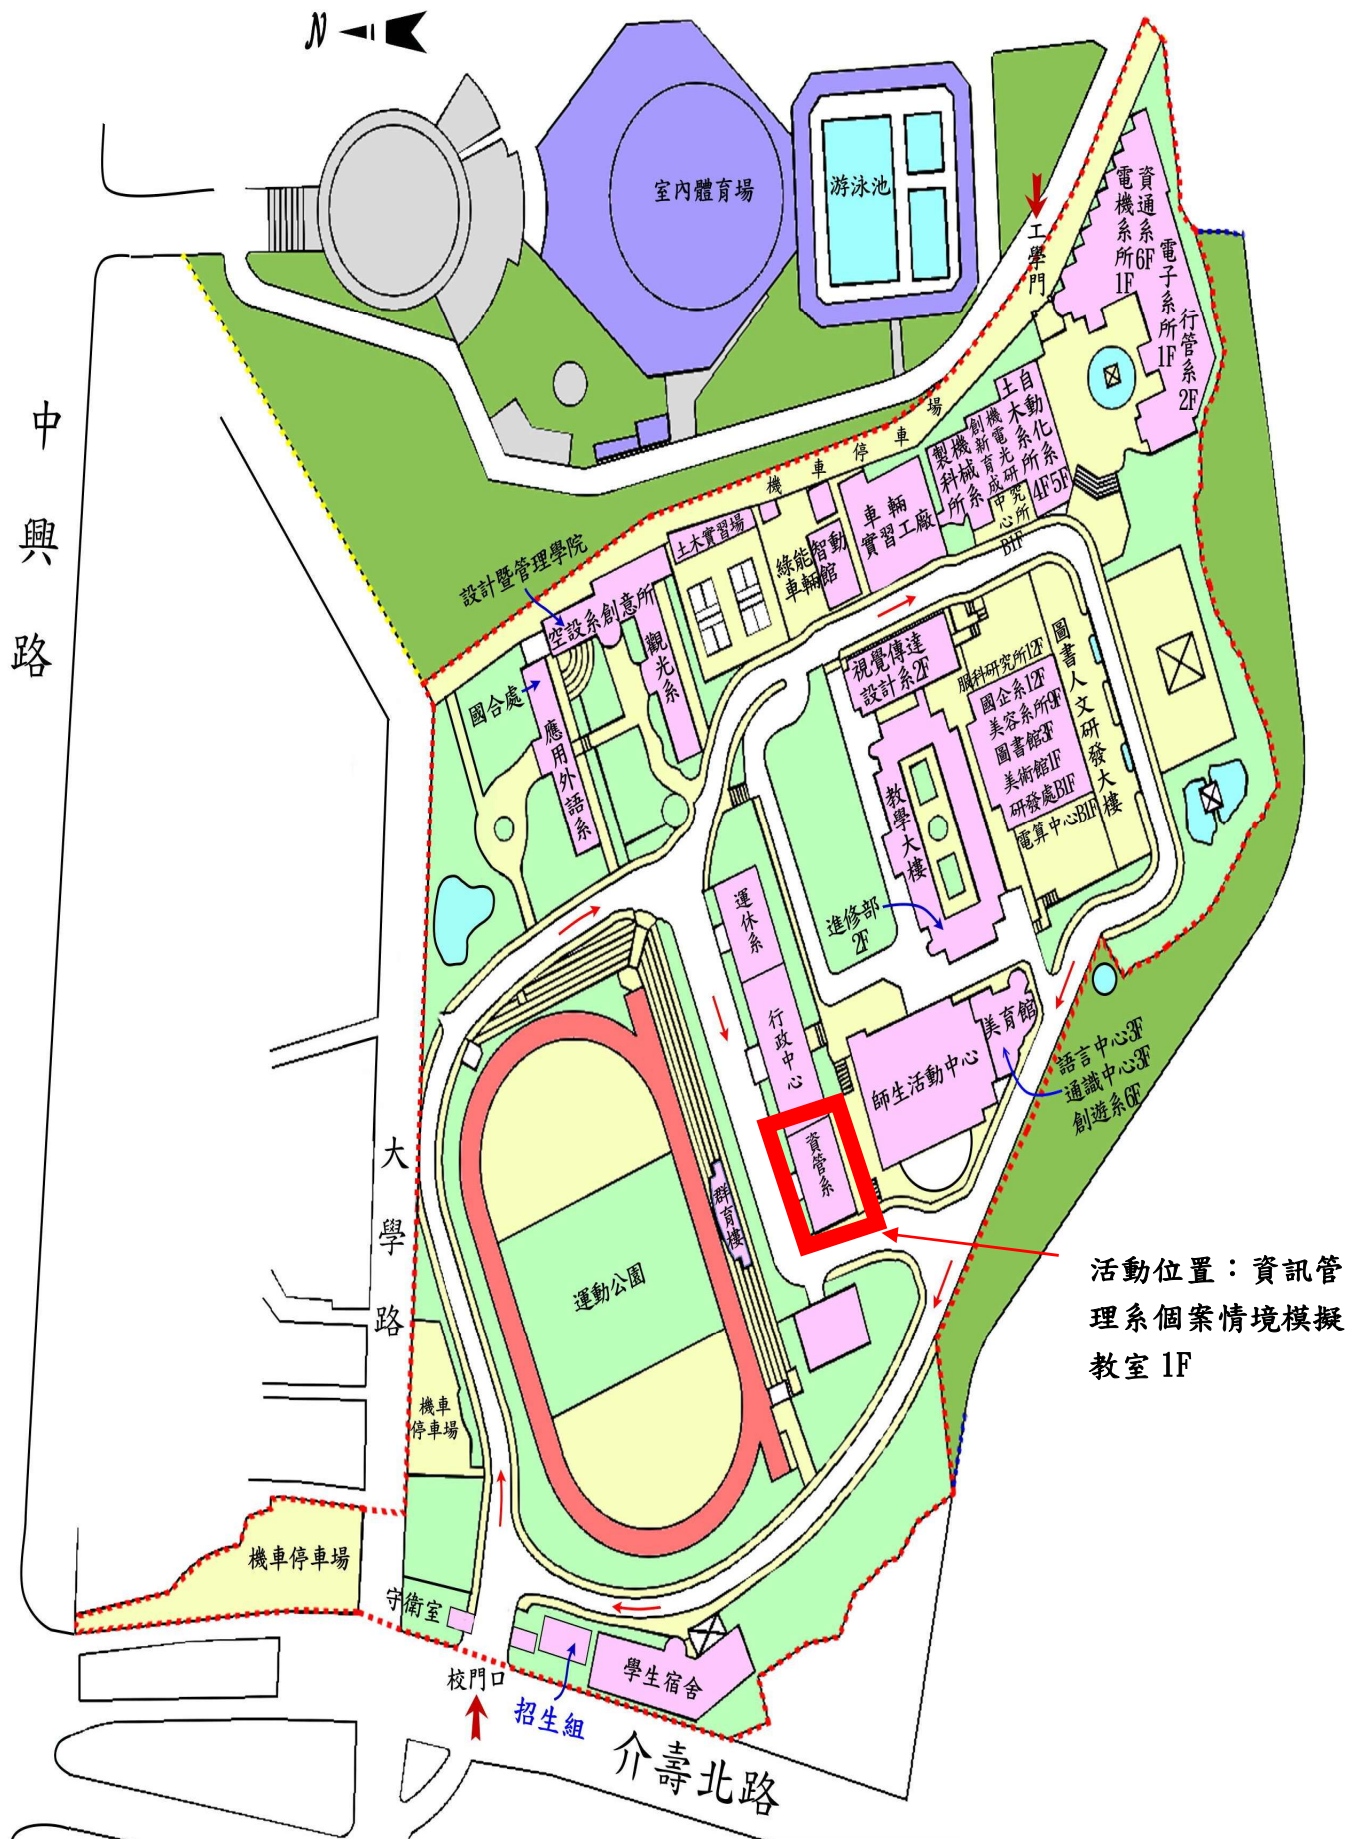 N
室內體育場
游泳池
工學門
電機系所1F
資通系6F
電子系所1F
行管系2F
中興路
機車停車場
製科所
機械系
創新育成中心
機電光研究所B1F
土木系所4F
自動化系5F
土木實習場
綠能車輛
智動館
車輛
實習工廠
設計暨管理學院
空設系創意所
觀光系
國合處
應用外語系
視覺傳達
設計系2F
服科研究所12F
國企系12F
美容系所9F
圖書館3F
美術館1F
研發處B1F
電算中心B1F
圖書人文研發大樓
教學大樓
進修部
2F
運休系
行政中心
師生活動中心
美育館
語言中心3F
通識中心3F
創遊系6F
資管系
群育樓
運動公園
大學路
活動位置：資訊管
理系個案情境模擬
教室 1F
機車
停車場
機車停車場
守衛室
校門口
招生組
學生宿舍
介壽北路